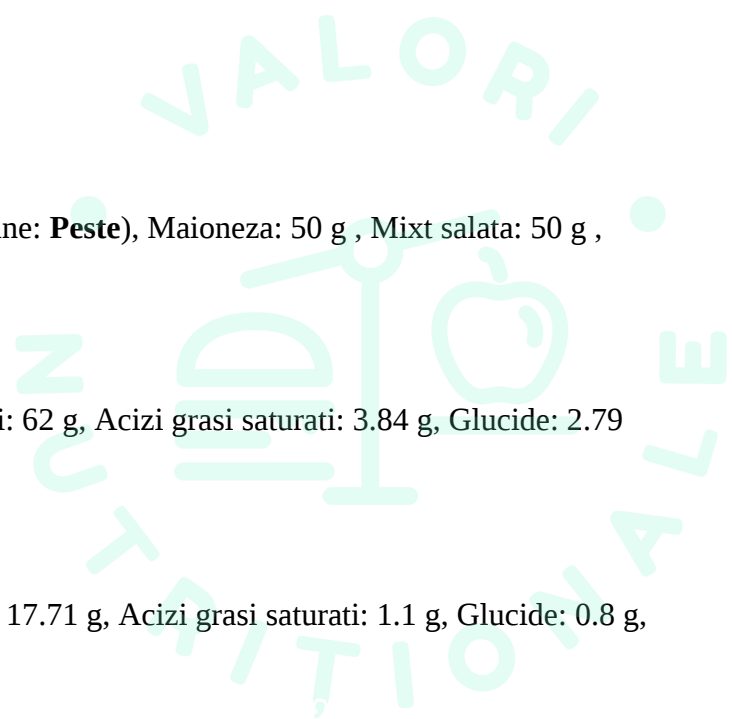 VALORI
ne: Peste), Maioneza: 50 g , Mixt salata: 50 g ,
i: 62 g, Acizi grasi saturati: 3.84 g, Glucide: 2.79
17.71 g, Acizi grasi saturati: 1.1 g, Glucide: 0.8 g,
NUTRITIONALE